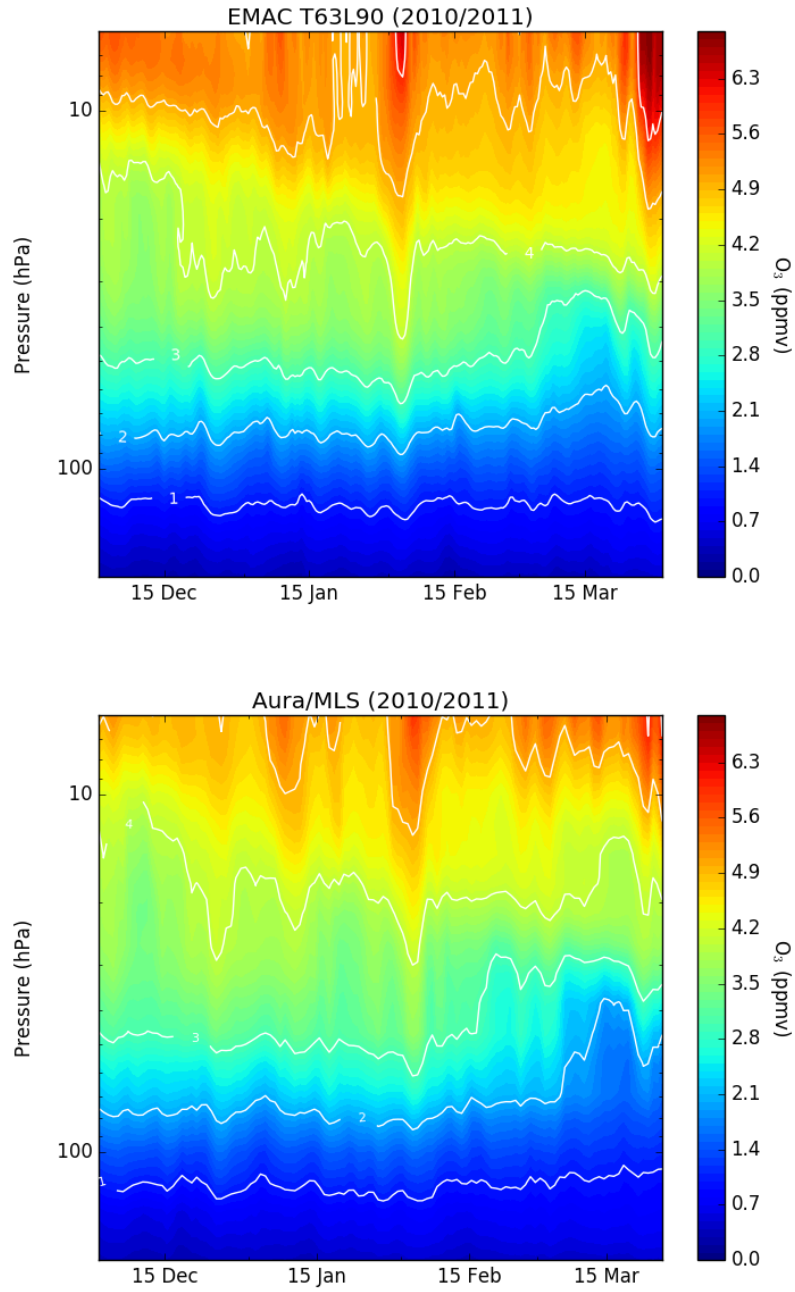 EMAC T63L90 (2010/2011)
10
100
Pressure (hPa)
4
3
2
1
15 Dec
15 Jan
15 Feb
15 Mar
6.3
5.6
4.9
4.2
3.5
2.8
2.1
1.4
0.7
0.0
O₃ (ppmv)
Aura/MLS (2010/2011)
10
100
Pressure (hPa)
4
3
2
1
15 Dec
15 Jan
15 Feb
15 Mar
6.3
5.6
4.9
4.2
3.5
2.8
2.1
1.4
0.7
0.0
O₃ (ppmv)